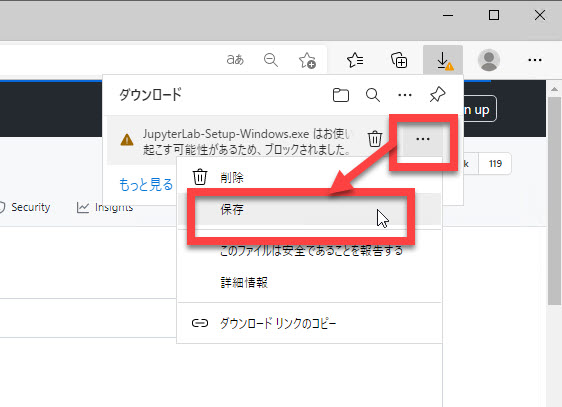 aあ
ダウンロード
up
JupyterLab-Setup-Windows.exe はお使い
起こす可能性があるため、ブロックされました。
もっと見る
削除
k
119
Security
Insights
保存
このファイルは安全であることを報告する
詳細情報
ダウンロード リンクのコピー